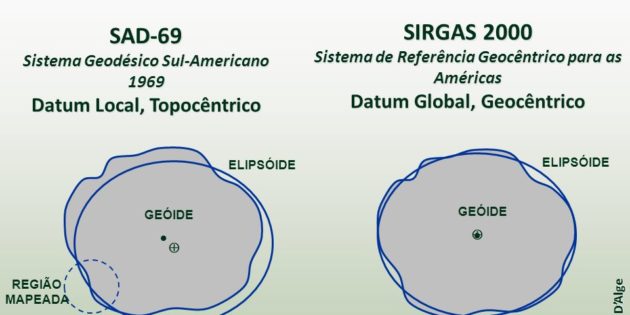 SAD-69
Sistema Geodésico Sul-Americano
1969
Datum Local, Topocêntrico
ELIPSÓIDE
GEÓIDE
REGIÃO
MAPEADA
SIRGAS 2000
Sistema de Referência Geocêntrico para as
Américas
Datum Global, Geocêntrico
ELIPSÓIDE
GEÓIDE
D'Alge